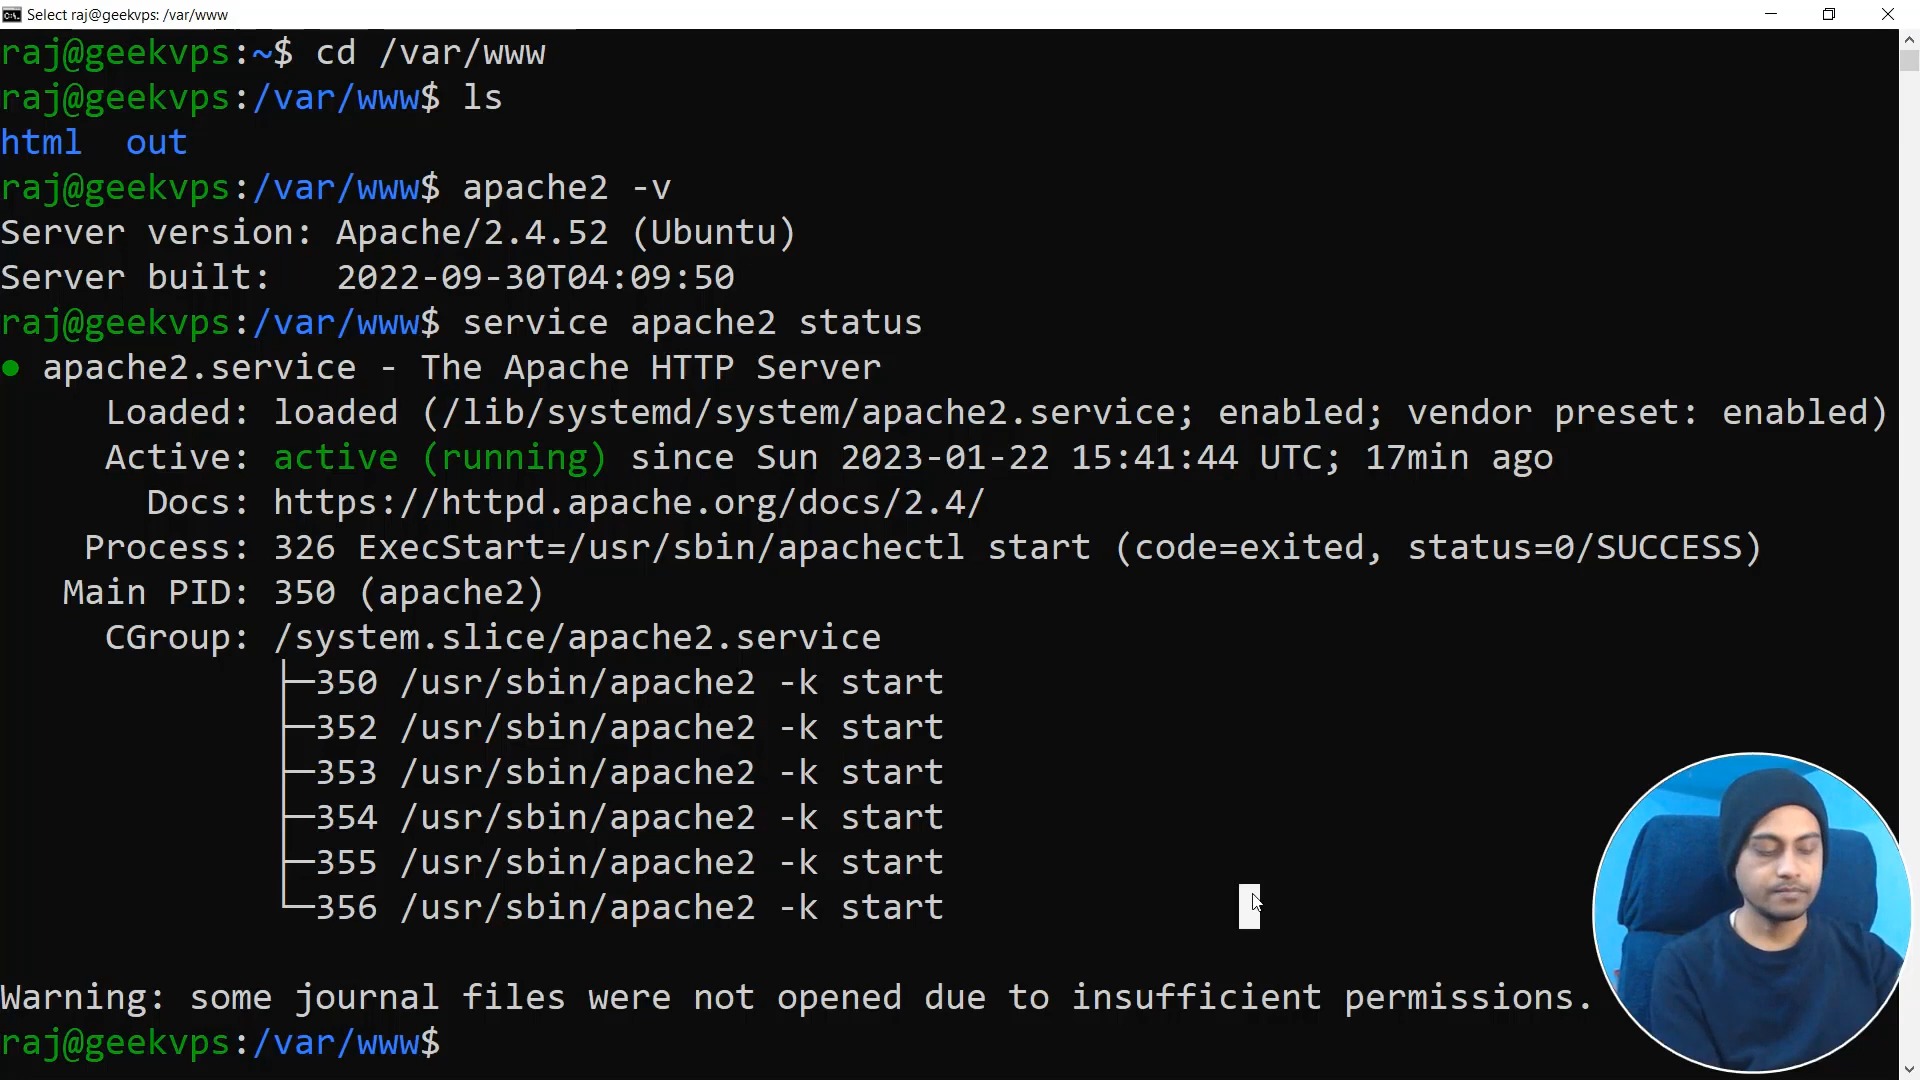 Select raj@geekvps: /var/www
raj@geekvps:~$ cd /var/www
raj@geekvps:/var/www$ ls
html  out
raj@geekvps:/var/www$ apache2 -v
Server version: Apache/2.4.52 (Ubuntu)
Server built:   2022-09-30T04:09:50
raj@geekvps:/var/www$ service apache2 status
● apache2.service - The Apache HTTP Server
     Loaded: loaded (/lib/systemd/system/apache2.service; enabled; vendor preset: enabled)
     Active: active (running) since Sun 2023-01-22 15:41:44 UTC; 17min ago
       Docs: https://httpd.apache.org/docs/2.4/
    Process: 326 ExecStart=/usr/sbin/apachectl start (code=exited, status=0/SUCCESS)
   Main PID: 350 (apache2)
     CGroup: /system.slice/apache2.service
             ├─350 /usr/sbin/apache2 -k start
             ├─352 /usr/sbin/apache2 -k start
             ├─353 /usr/sbin/apache2 -k start
             ├─354 /usr/sbin/apache2 -k start
             ├─355 /usr/sbin/apache2 -k start
             └─356 /usr/sbin/apache2 -k start
Warning: some journal files were not opened due to insufficient permissions.
raj@geekvps:/var/www$